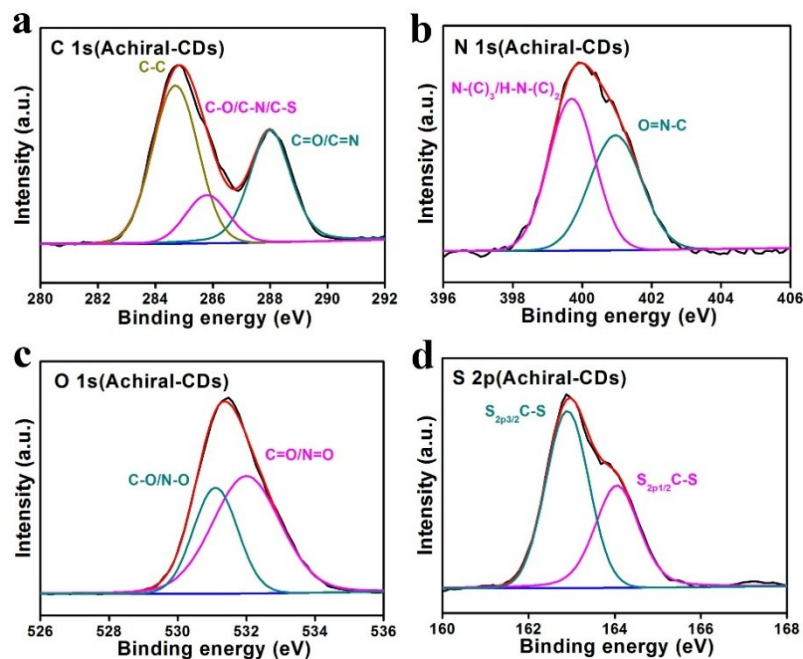 a
C 1s(Achiral-CDs)
C-C
C-O/C-N/C-S
C=O/C=N
Intensity (a.u.)
280 282 284 286 288 290 292
Binding energy (eV)
b
N 1s(Achiral-CDs)
N-(C)₃/H-N-(C)₂
O=N-C
Intensity (a.u.)
396 398 400 402 404 406
Binding energy (eV)
c
O 1s(Achiral-CDs)
C=O/N=O
C-O/N-O
Intensity (a.u.)
526 528 530 532 534 536
Binding energy (eV)
d
S 2p(Achiral-CDs)
S2p3/2C-S
S2p1/2C-S
Intensity (a.u.)
160 162 164 166 168
Binding energy (eV)